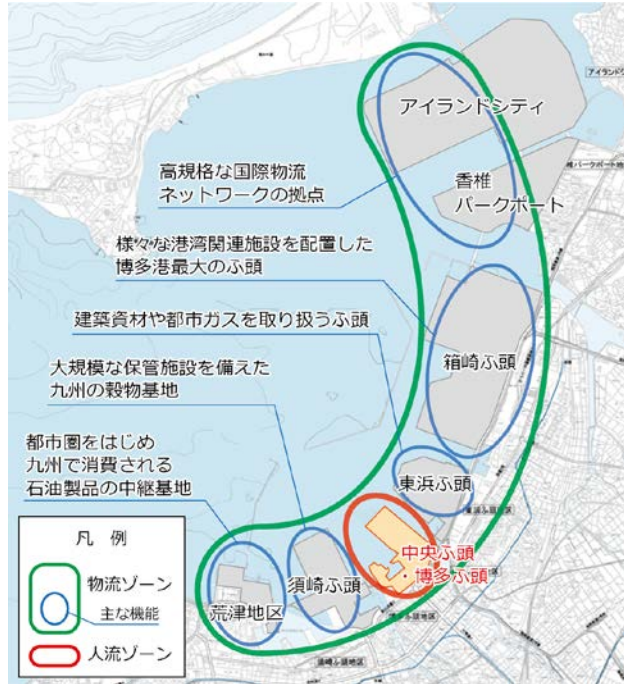 アイランドシティ
高規格な国際物流
ネットワークの拠点
香椎
パークポート
様々な港湾関連施設を配置した
博多港最大のふ頭
建築資材や都市ガスを取り扱うふ頭
箱崎ふ頭
大規模な保管施設を備えた
九州の穀物基地
東浜ふ頭
都市圏をはじめ
九州で消費される
石油製品の中継基地
中央ふ頭
博多ふ頭
須崎ふ頭
荒津地区
凡 例
物流ゾーン
主な機能
人流ゾーン
須崎ふ頭地区